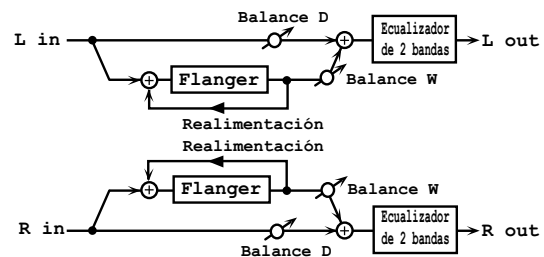 Balance D
L in
Ecualizador
de 2 bandas
L out
Flanger
Balance W
Realimentación
Realimentación
Flanger
Balance W
R in
Ecualizador
de 2 bandas
R out
Balance D